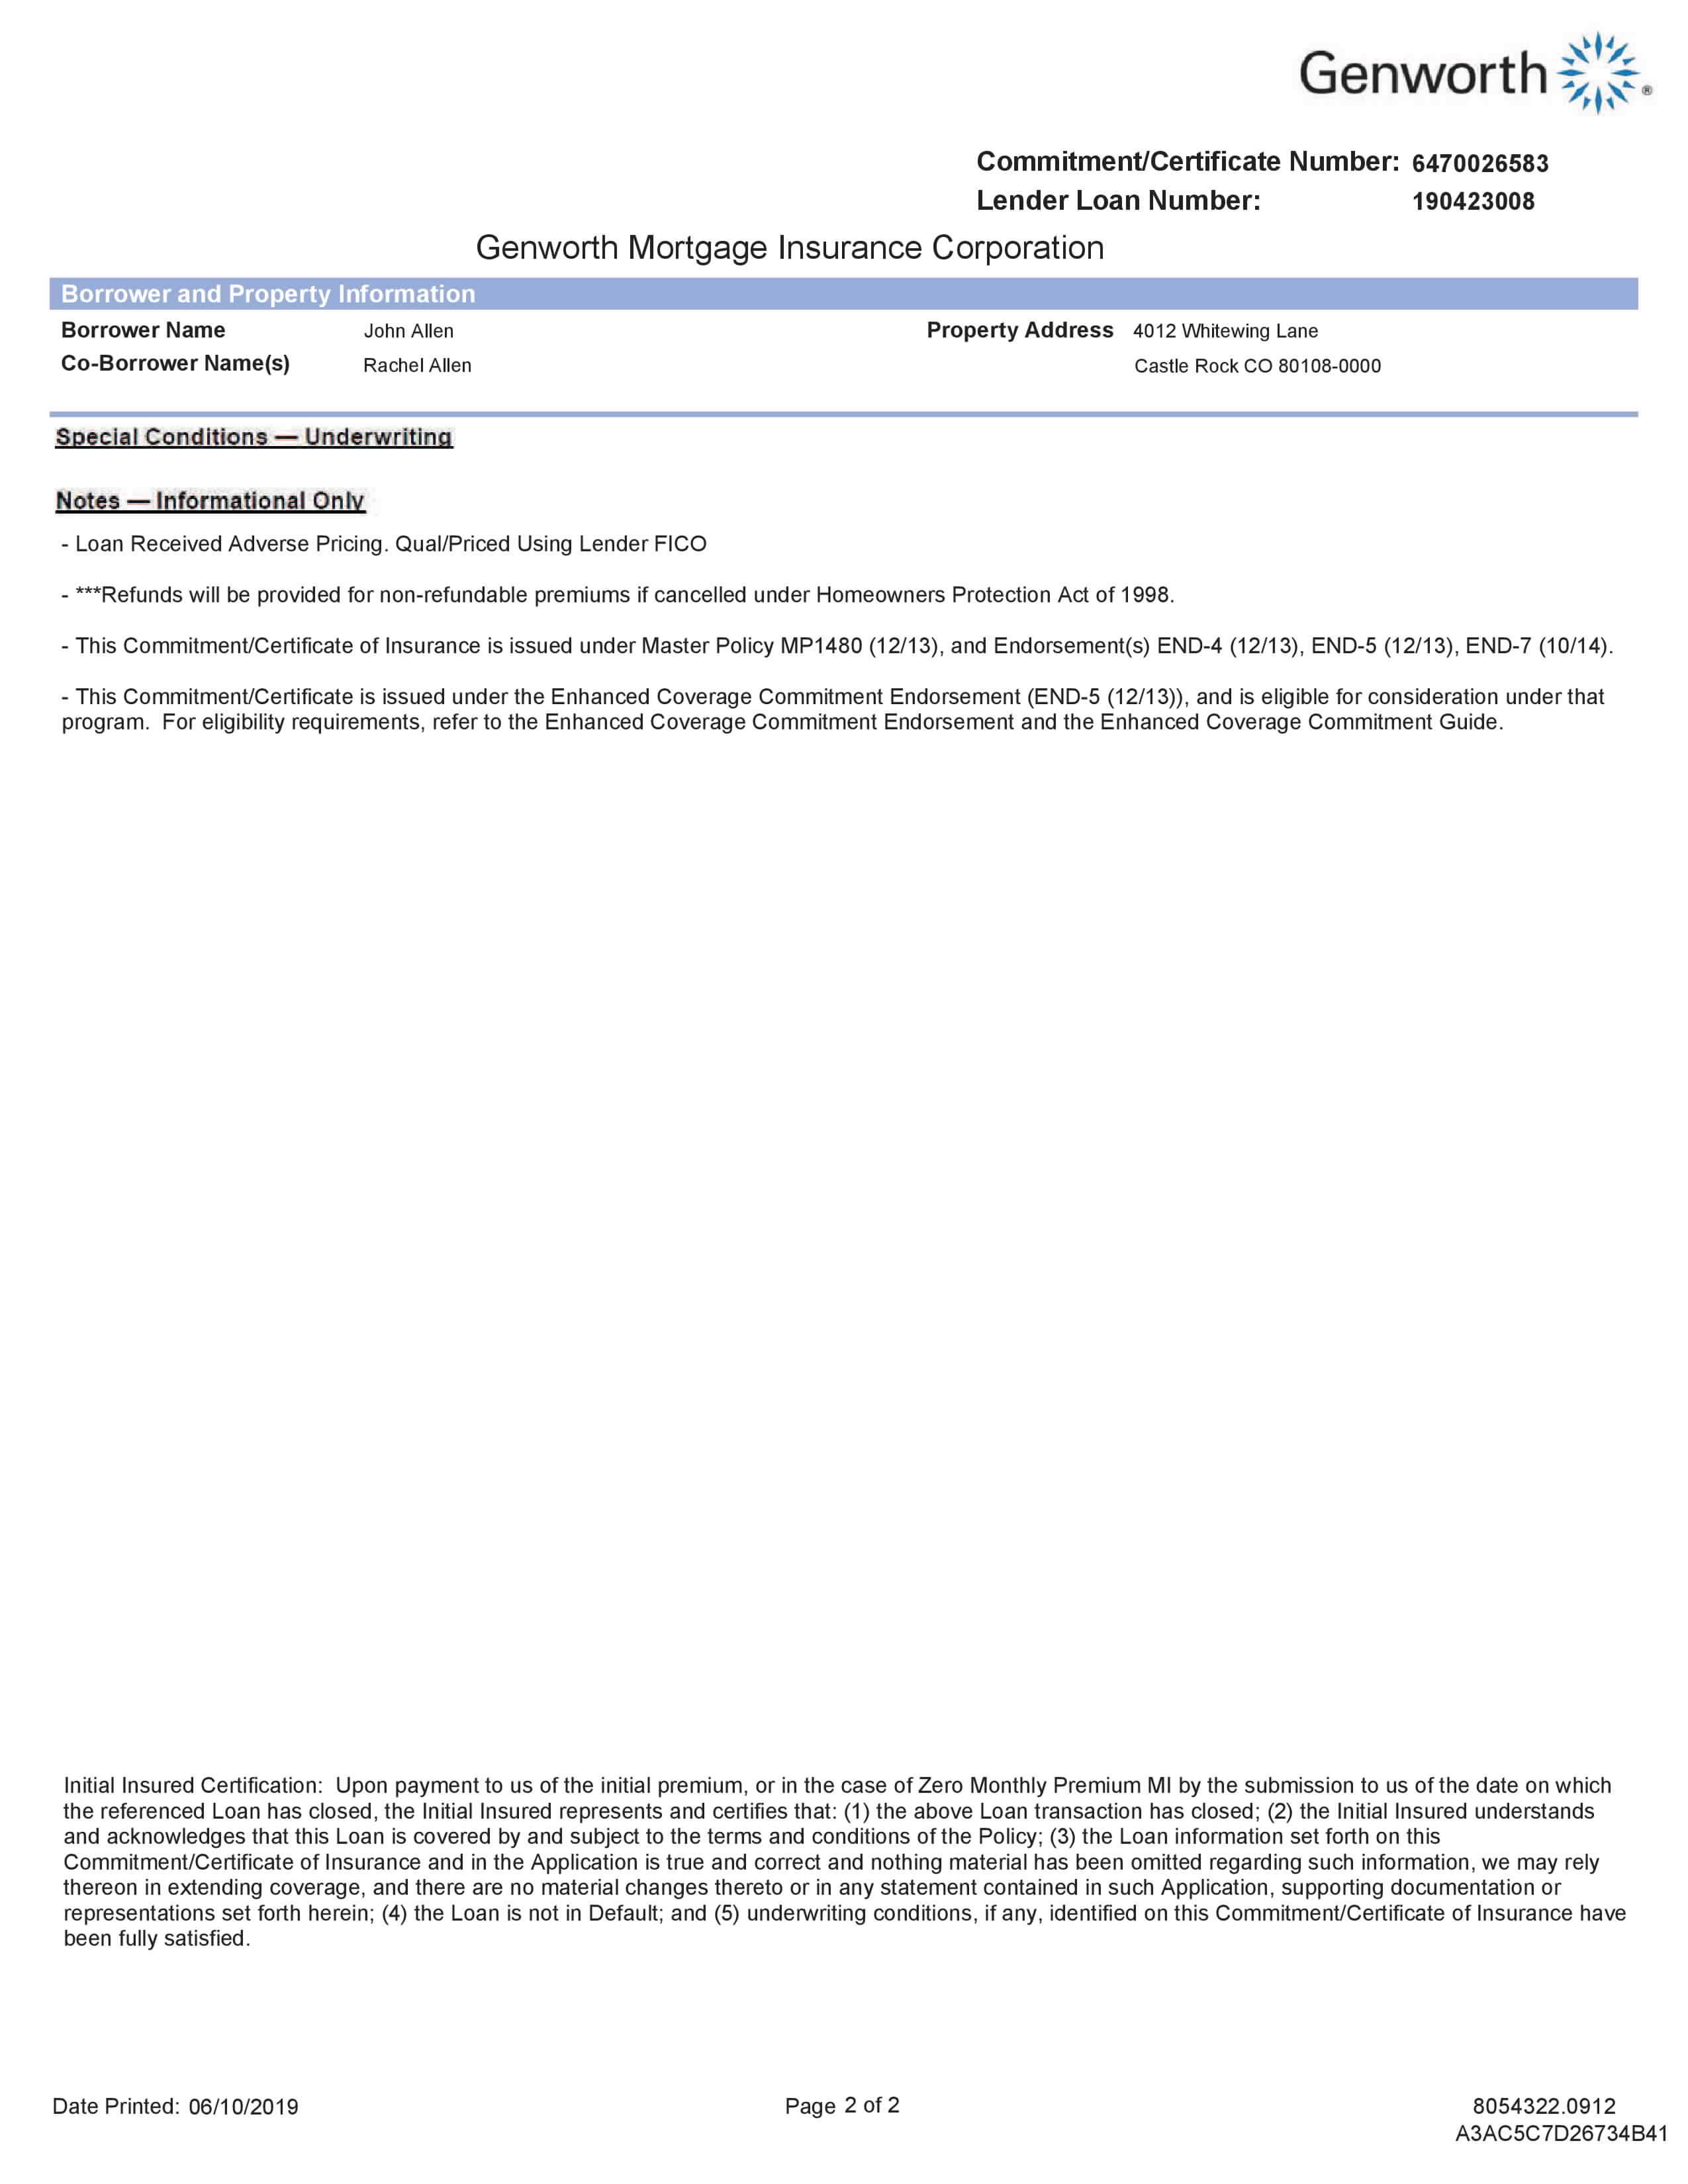 Genworth ®
Commitment/Certificate Number: 6470026583
Lender Loan Number: 190423008
Genworth Mortgage Insurance Corporation
Borrower and Property Information
Borrower Name John Allen Property Address 4012 Whitewing Lane
Co-Borrower Name(s) Rachel Allen Castle Rock CO 80108-0000
Special Conditions — Underwriting
Notes — Informational Only
- Loan Received Adverse Pricing. Qual/Priced Using Lender FICO
- ***Refunds will be provided for non-refundable premiums if cancelled under Homeowners Protection Act of 1998.
- This Commitment/Certificate of Insurance is issued under Master Policy MP1480 (12/13), and Endorsement(s) END-4 (12/13), END-5 (12/13), END-7 (10/14).
- This Commitment/Certificate is issued under the Enhanced Coverage Commitment Endorsement (END-5 (12/13)), and is eligible for consideration under that
program. For eligibility requirements, refer to the Enhanced Coverage Commitment Endorsement and the Enhanced Coverage Commitment Guide.
Initial Insured Certification: Upon payment to us of the initial premium, or in the case of Zero Monthly Premium MI by the submission to us of the date on which
the referenced Loan has closed, the Initial Insured represents and certifies that: (1) the above Loan transaction has closed; (2) the Initial Insured understands
and acknowledges that this Loan is covered by and subject to the terms and conditions of the Policy; (3) the Loan information set forth on this
Commitment/Certificate of Insurance and in the Application is true and correct and nothing material has been omitted regarding such information, we may rely
thereon in extending coverage, and there are no material changes thereto or in any statement contained in such Application, supporting documentation or
representations set forth herein; (4) the Loan is not in Default; and (5) underwriting conditions, if any, identified on this Commitment/Certificate of Insurance have
been fully satisfied.
Date Printed: 06/10/2019 Page 2 of 2 8054322.0912
A3AC5C7D26734B41